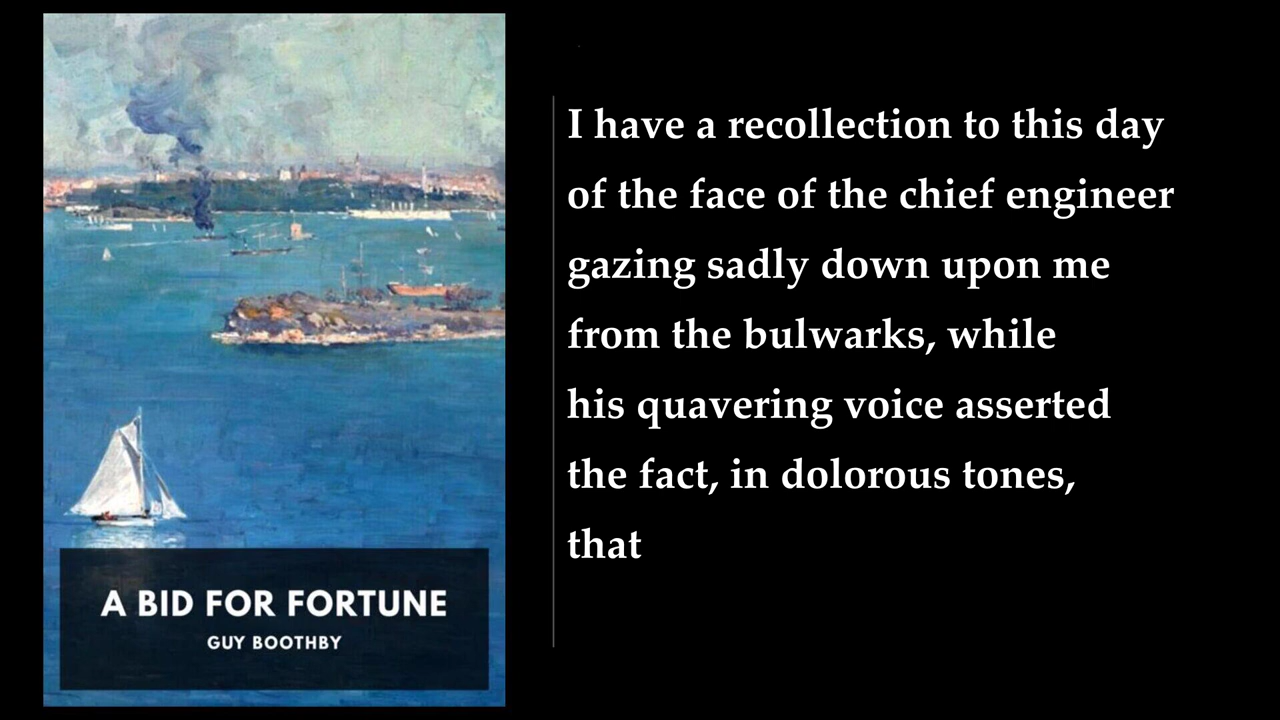 I have a recollection to this day
of the face of the chief engineer
gazing sadly down upon me
from the bulwarks, while
his quavering voice asserted
the fact, in dolorous tones,
that
A BID FOR FORTUNE
GUY BOOTHBY